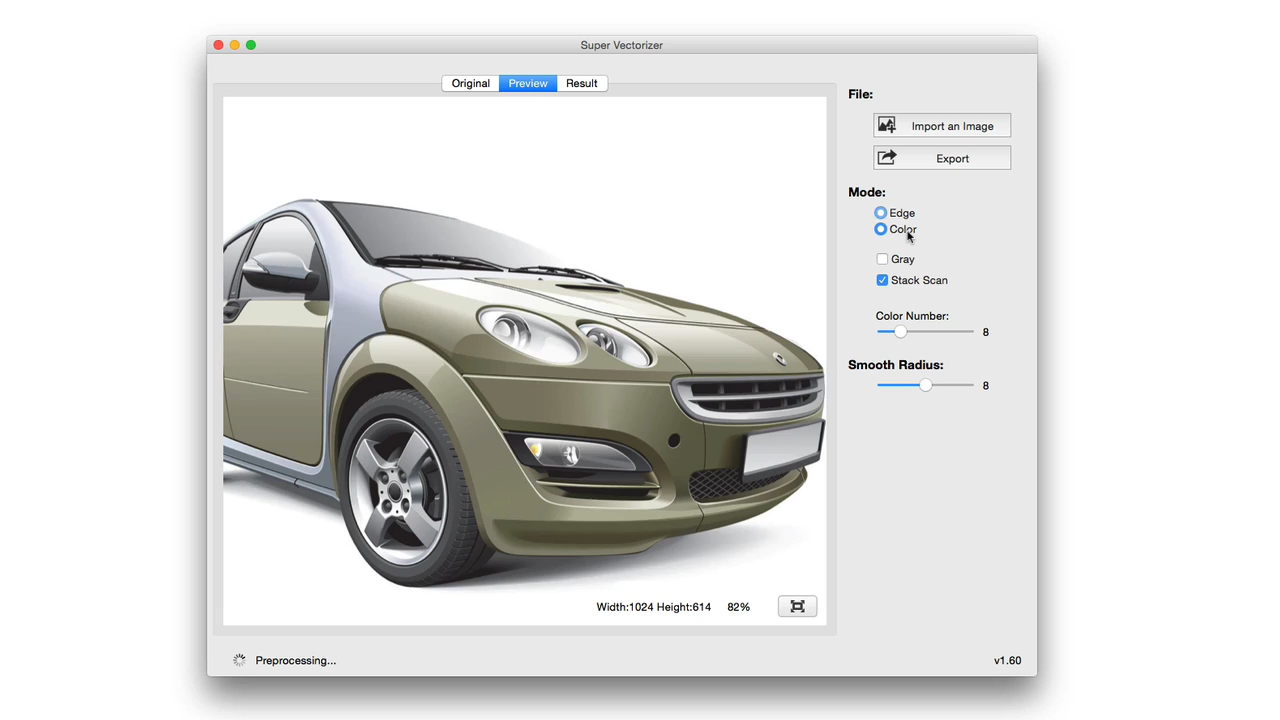 Super Vectorizer
Original Preview Result
File:
Import an Image
Export
Mode:
Edge
Color
Gray
Stack Scan
Color Number:
8
Smooth Radius:
8
Width:1024 Height:614 82%
Preprocessing...
v1.60